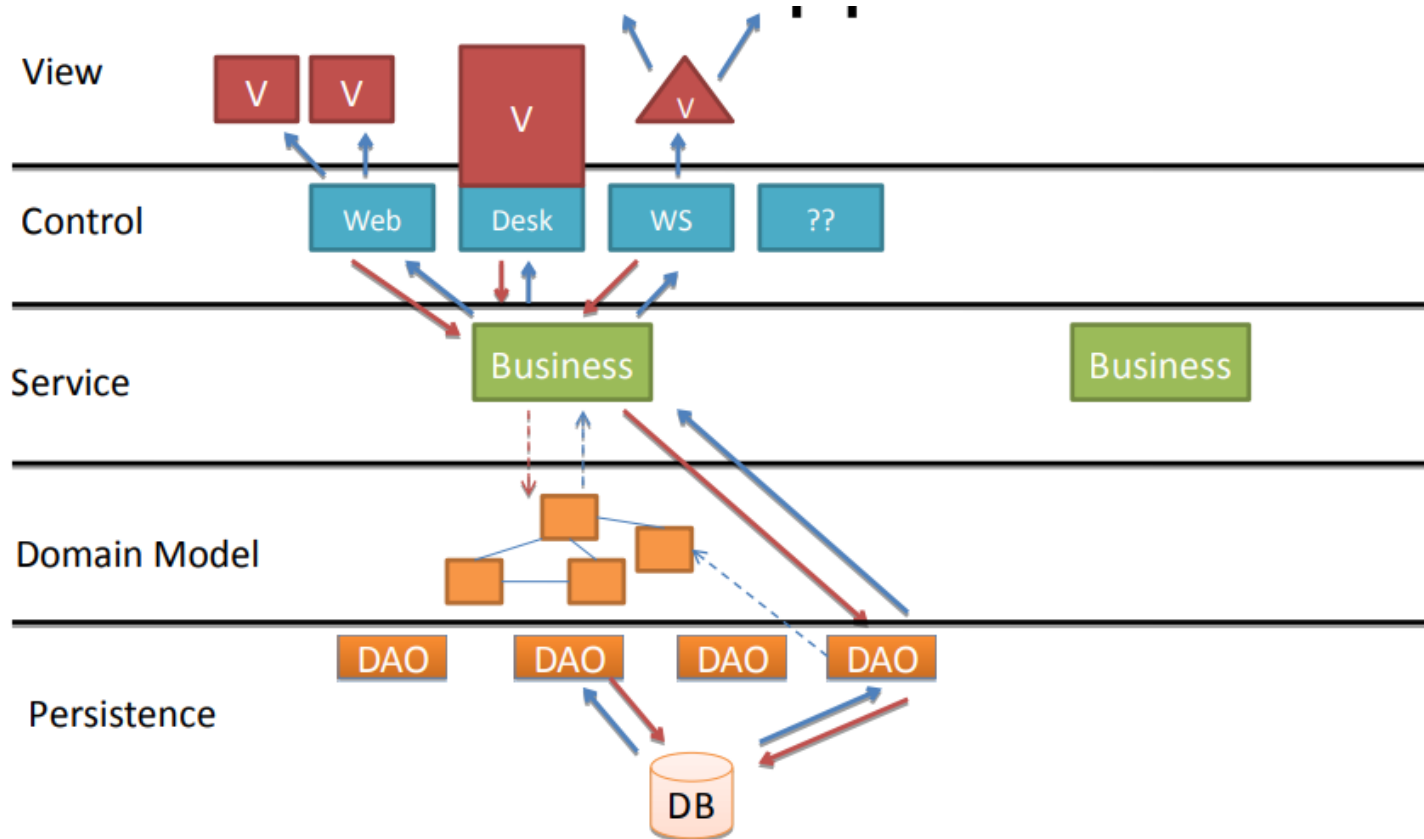 View
V
V
V
V
Control
Web
Desk
WS
??
Service
Business
Business
Domain Model
Persistence
DAO
DAO
DAO
DAO
DB